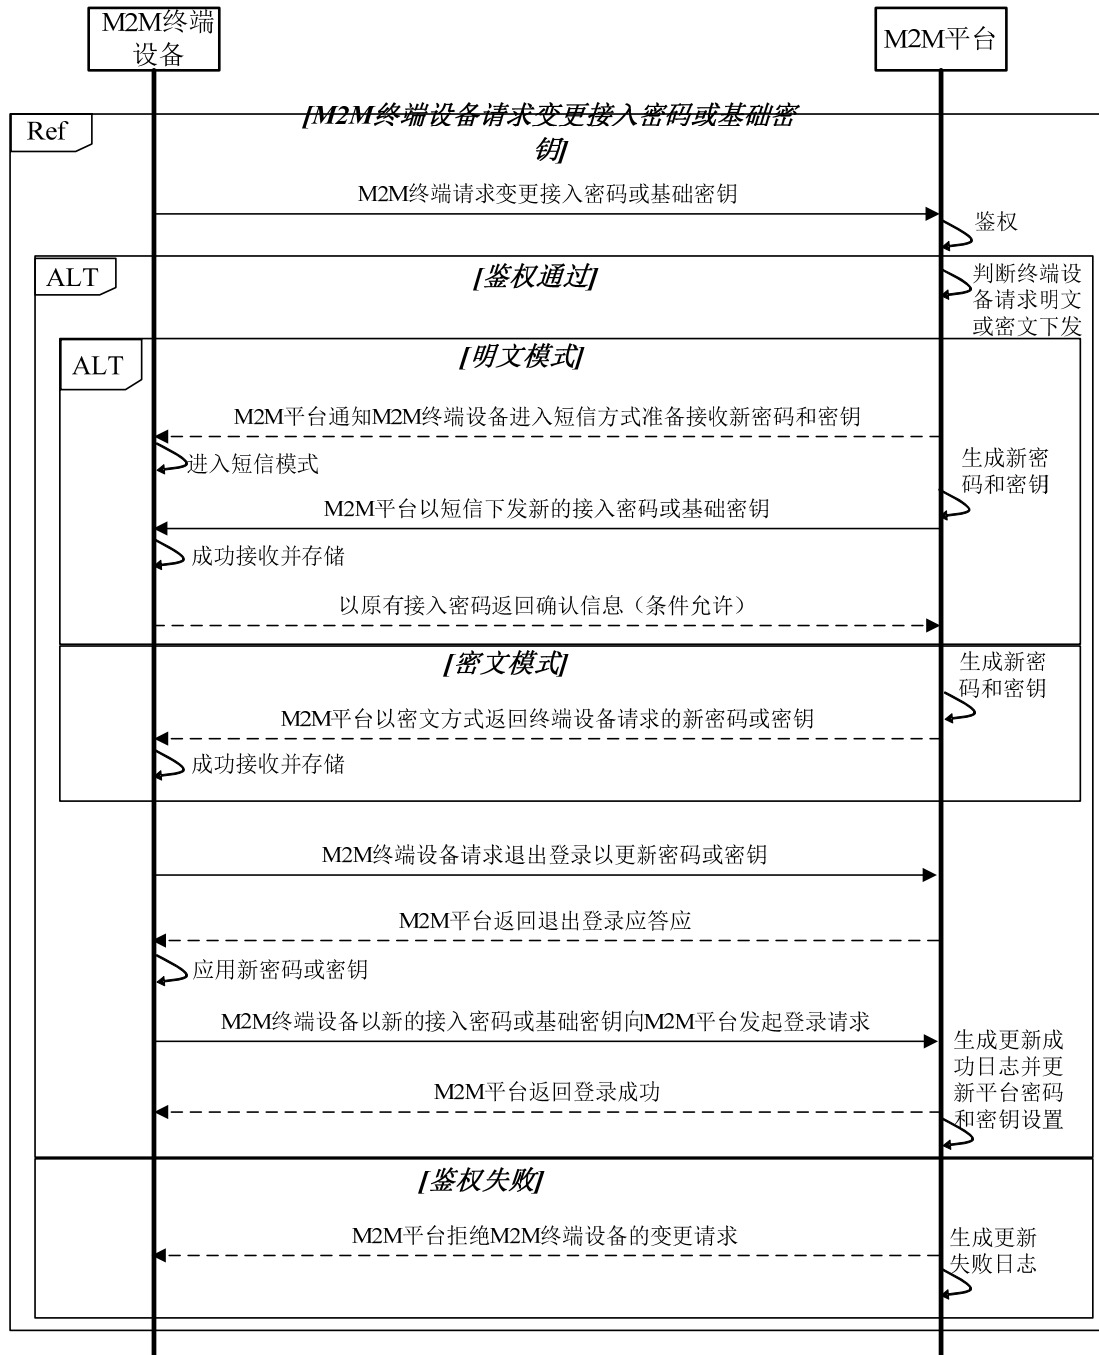 M2M终端
设备
M2M平台
Ref
[M2M终端设备请求变更接入密码或基础密
钥]
M2M终端请求变更接入密码或基础密钥
鉴权
ALT
[鉴权通过]
判断终端设
备请求明文
或密文下发
ALT
[明文模式]
M2M平台通知M2M终端设备进入短信方式准备接收新密码和密钥
进入短信模式
生成新密
码和密钥
M2M平台以短信下发新的接入密码或基础密钥
成功接收并存储
以原有接入密码返回确认信息（条件允许）
[密文模式]
生成新密
码和密钥
M2M平台以密文方式返回终端设备请求的新密码或密钥
成功接收并存储
M2M终端设备请求退出登录以更新密码或密钥
M2M平台返回退出登录应答应
应用新密码或密钥
M2M终端设备以新的接入密码或基础密钥向M2M平台发起登录请求
生成更新成
功日志并更
新平台密码
和密钥设置
M2M平台返回登录成功
[鉴权失败]
M2M平台拒绝M2M终端设备的变更请求
生成更新
失败日志